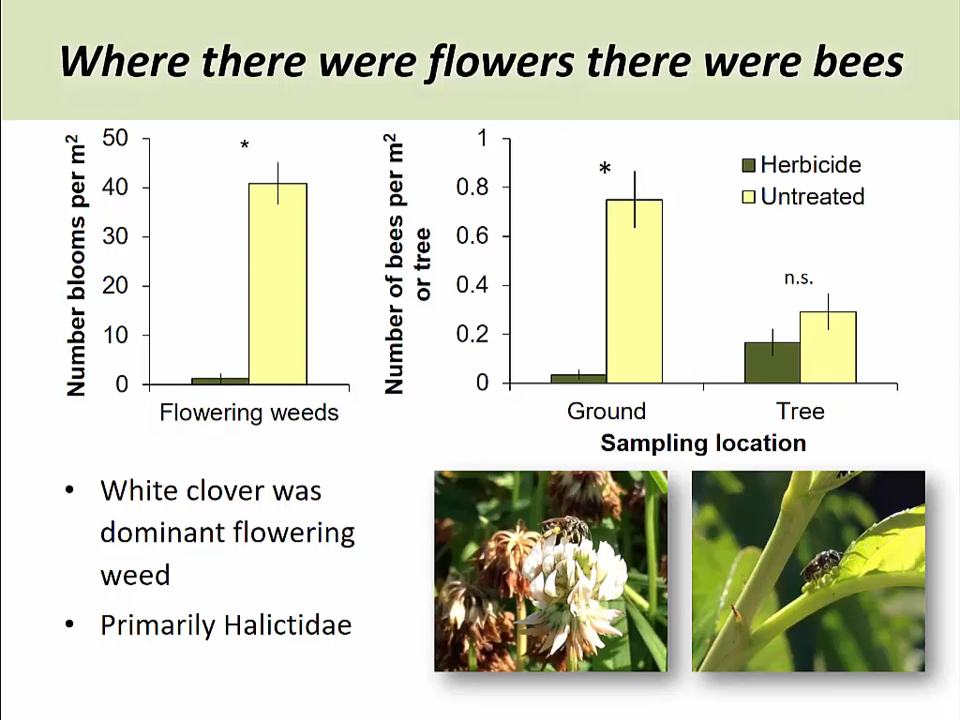 Where there were flowers there were bees
Number blooms per m²
50
40
30
20
10
0
*
Flowering weeds
Number of bees per m²
or tree
1
0.8
0.6
0.4
0.2
0
*
n.s.
Herbicide
Untreated
Ground
Tree
Sampling location
• White clover was
dominant flowering
weed
• Primarily Halictidae